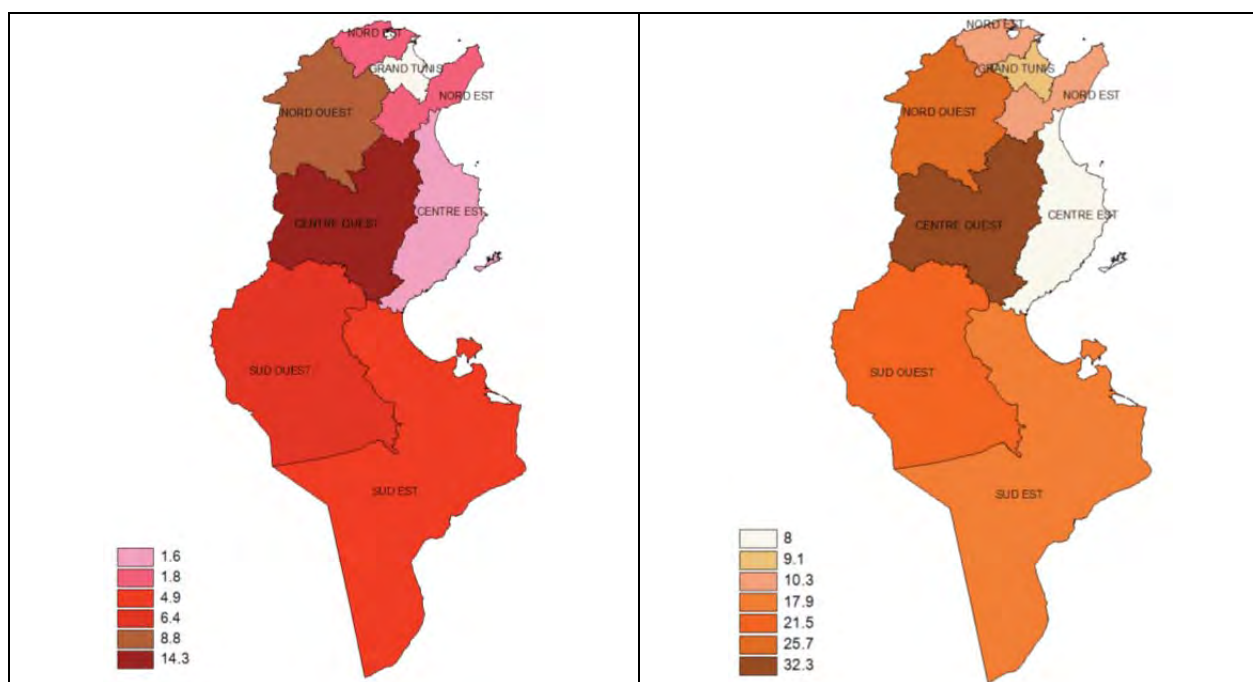 NORD EST
GRAND TUNIS
NORD EST
NORD OUEST
CENTRE EST
CENTRE OUEST
SUD OUEST
SUD EST
1.6
1.8
4.9
6.4
8.8
14.3
NORD EST
GRAND TUNIS
NORD EST
NORD OUEST
CENTRE EST
CENTRE OUEST
SUD OUEST
SUD EST
8
9.1
10.3
17.9
21.5
25.7
32.3